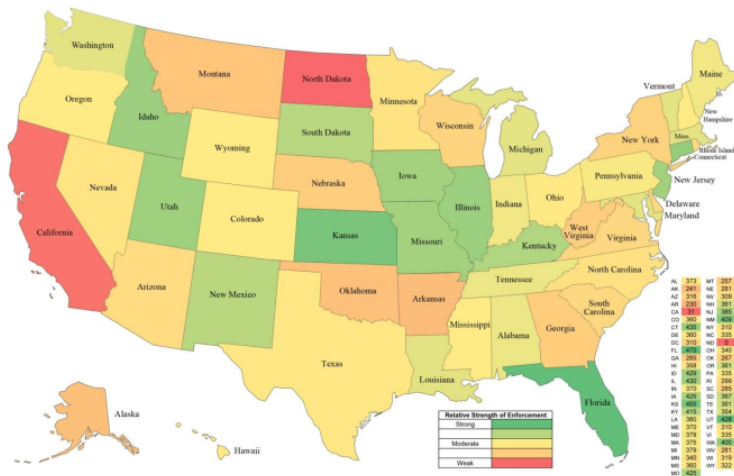 Washington
Montana
North Dakota
Minnesota
Maine
Vermont
Oregon
Idaho
South Dakota
Wisconsin
Michigan
New York
New
Hampshire
Mass.
Rhode Island
Connecticut
Wyoming
Iowa
Nebraska
Pennsylvania
New Jersey
Nevada
Utah
Colorado
Illinois
Indiana
Ohio
Delaware
Maryland
California
Kansas
Missouri
West
Virginia
Virginia
Kentucky
Arizona
New Mexico
Oklahoma
Arkansas
Tennessee
North Carolina
South
Carolina
Texas
Mississippi
Alabama
Georgia
Louisiana
Florida
Alaska
Hawaii
Relative Strength of Enforcement
Strong
Moderate
Weak
AL 373 MT 257
AK 241 NE 281
AZ 316 NV 309
AR 230 NH 361
CA 31 NJ 385
CO 360 NM 409
CT 435 NY 310
DE 360 NC 335
DC 310 ND 0
FL 470 OH 340
GA 285 OK 267
HI 358 OR 361
ID 429 PA 335
IL 430 RI 299
IN 370 SC 285
IA 425 SD 367
KS 455 TE 361
KY 415 TX 354
LA 380 UT 428
ME 370 VT 310
MD 379 VI 335
MA 375 WA 400
MI 379 WV 281
MN 340 WI 319
MS 360 WY 322
MO 425